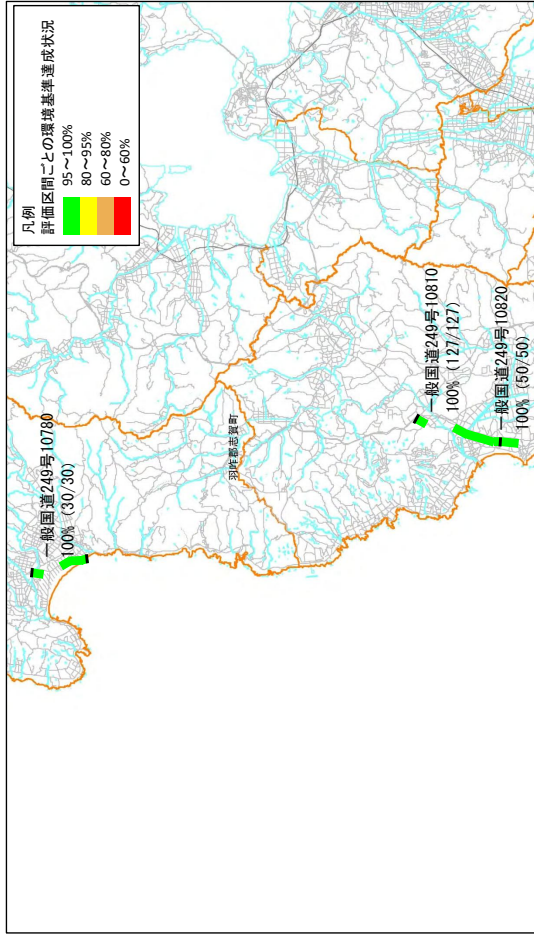 凡例
評価区間ごとの環境基準達成状況
95～100%
80～95%
60～80%
0～60%
一般国道249号10780
100% (30/30)
羽咋郡志賀町
一般国道249号10810
100% (127/127)
一般国道249号10820
100% (50/50)